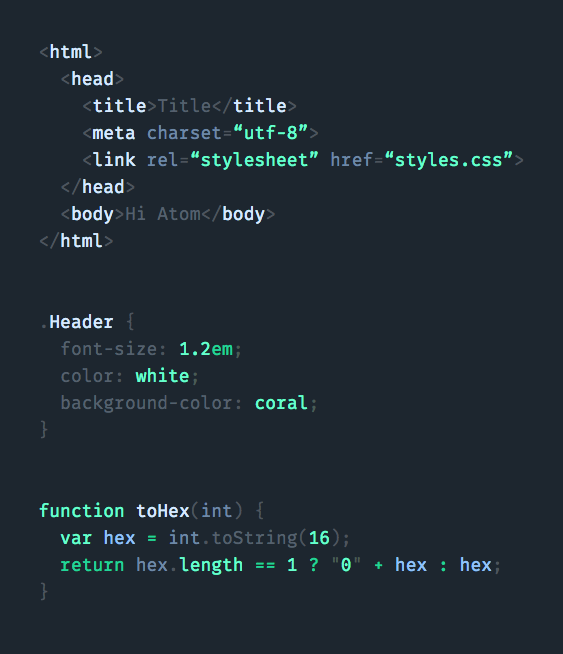 <html>
  <head>
    <title>Title</title>
    <meta charset=“utf-8”>
    <link rel=“stylesheet” href=“styles.css”>
  </head>
  <body>Hi Atom</body>
</html>
.Header {
  font-size: 1.2em;
  color: white;
  background-color: coral;
}
function toHex(int) {
  var hex = int.toString(16);
  return hex.length == 1 ? "0" + hex : hex;
}